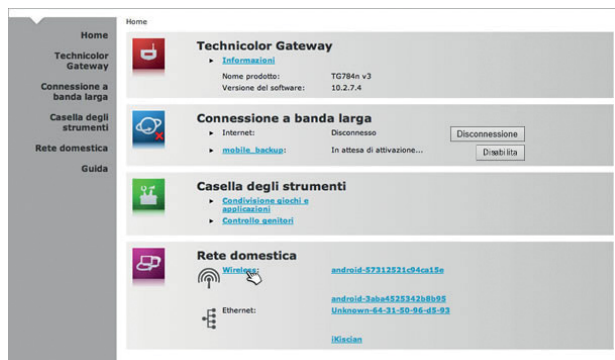 Home
Technicolor
Gateway
Connessione a
banda larga
Casella degli
strumenti
Rete domestica
Guida
Home
Technicolor Gateway
Informazioni
Nome prodotto: TG784n v3
Versione del software: 10.2.7.4
Connessione a banda larga
Internet: Disconnesso Disconnessione
mobile_backup: In attesa di attivazione... Disabilita
Casella degli strumenti
Condivisione giochi e
applicazioni
Controllo genitori
Rete domestica
Wireless: android-57312521c94ca15e
android-3abe4525342b8b95
Ethernet: Unknown-64-31-50-96-d5-93
iKiscian